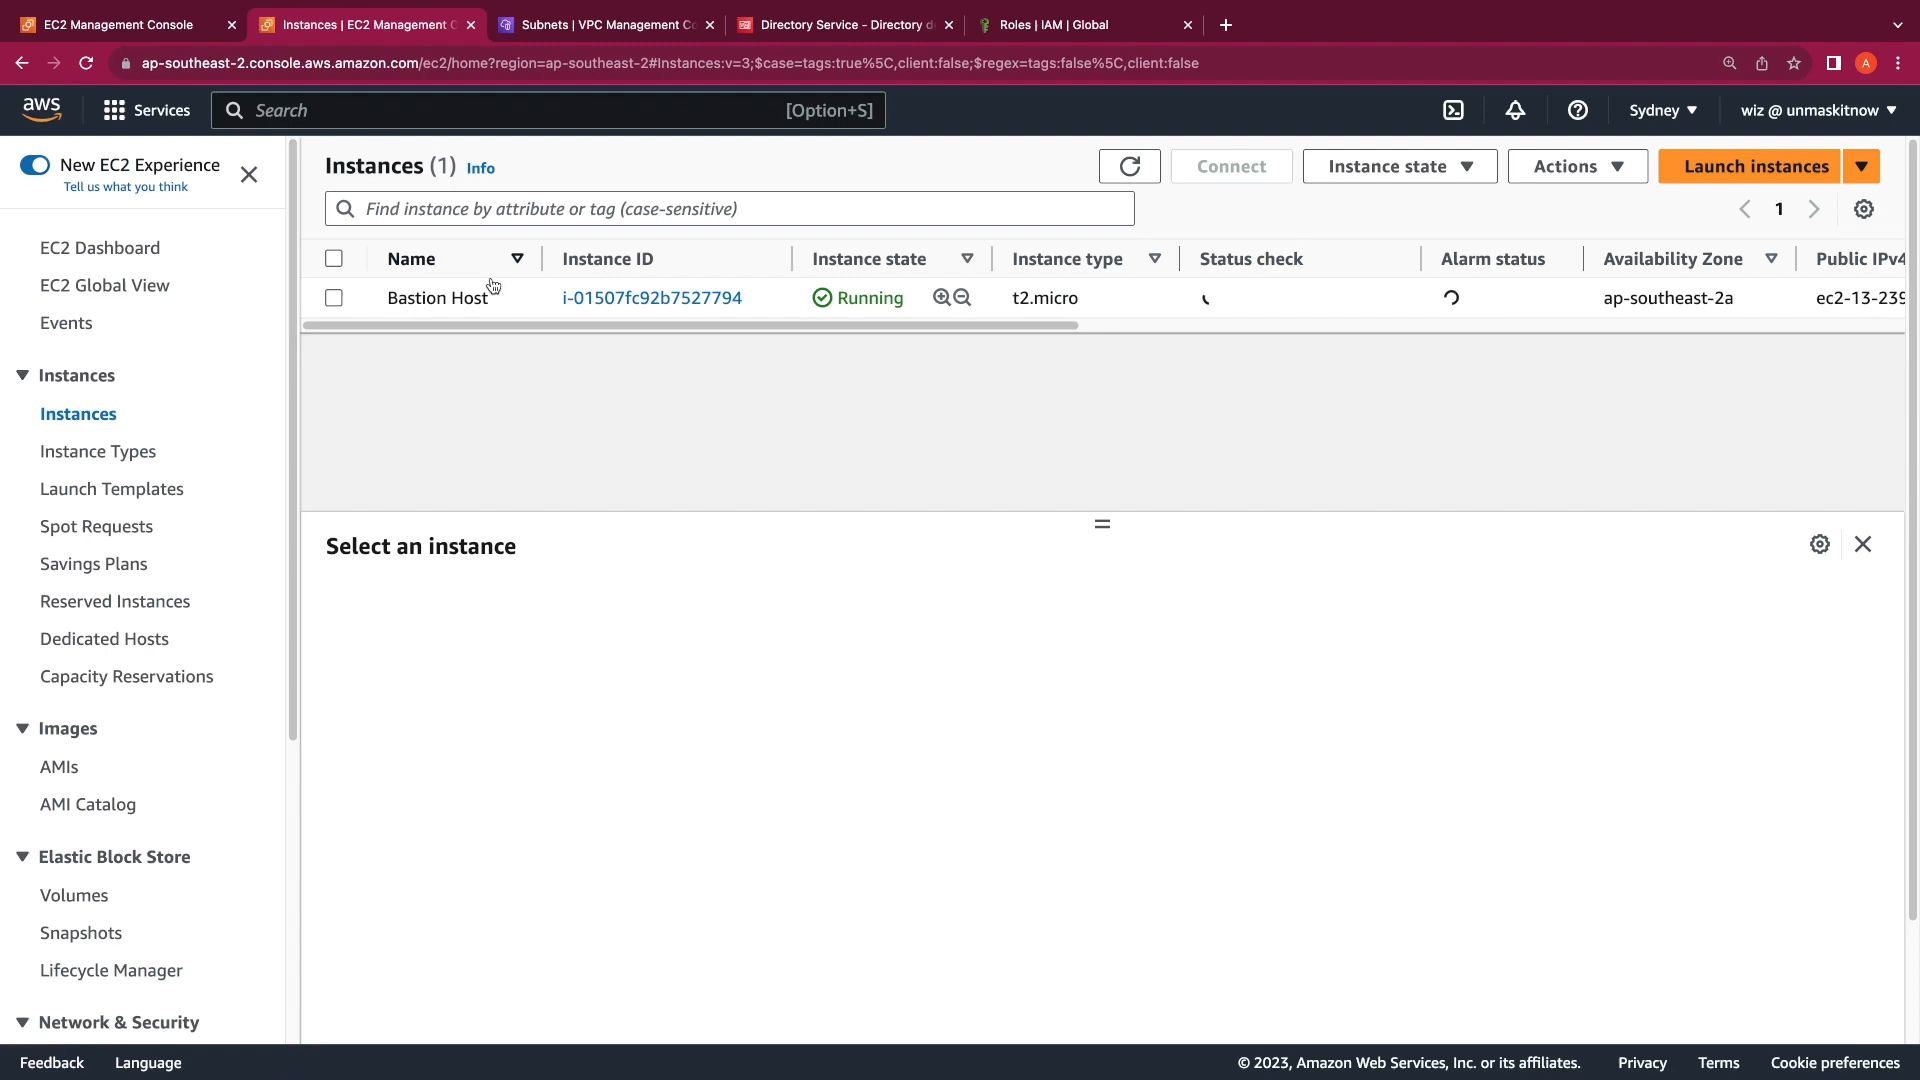 EC2 Management Console
Instances | EC2 Management C
Subnets | VPC Management Co
Directory Service - Directory d
Roles | IAM | Global
ap-southeast-2.console.aws.amazon.com/ec2/home?region=ap-southeast-2#Instances:v=3;$case=tags:true%5C,client:false;$regex=tags:false%5C,client:false
A
aws
Services
Search
[Option+S]
Sydney
wiz @ unmaskitnow
New EC2 Experience
Tell us what you think
EC2 Dashboard
EC2 Global View
Events
Instances
Instances
Instance Types
Launch Templates
Spot Requests
Savings Plans
Reserved Instances
Dedicated Hosts
Capacity Reservations
Images
AMIs
AMI Catalog
Elastic Block Store
Volumes
Snapshots
Lifecycle Manager
Network & Security
Instances (1) Info
Connect
Instance state
Actions
Launch instances
Find instance by attribute or tag (case-sensitive)
1
Name Instance ID Instance state Instance type Status check Alarm status Availability Zone Public IPv4
Bastion Host i-01507fc92b7527794 Running t2.micro ap-southeast-2a ec2-13-239
Select an instance
Feedback Language
© 2023, Amazon Web Services, Inc. or its affiliates. Privacy Terms Cookie preferences